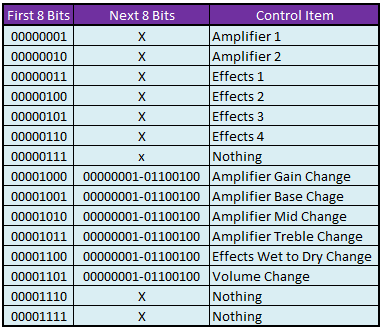 First 8 Bits Next 8 Bits Control Item
00000001 X Amplifier 1
00000010 X Amplifier 2
00000011 X Effects 1
00000100 X Effects 2
00000101 X Effects 3
00000110 X Effects 4
00000111 x Nothing
00001000 00000001-01100100 Amplifier Gain Change
00001001 00000001-01100100 Amplifier Base Chage
00001010 00000001-01100100 Amplifier Mid Change
00001011 00000001-01100100 Amplifier Treble Change
00001100 00000001-01100100 Effects Wet to Dry Change
00001101 00000001-01100100 Volume Change
00001110 X Nothing
00001111 X Nothing